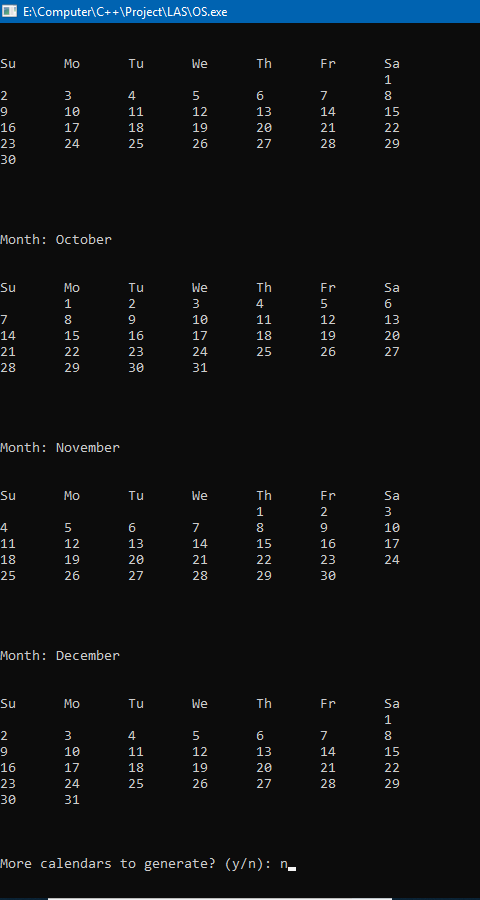 E:\Computer\C++\Project\LAS\OS.exe
Su Mo Tu We Th Fr Sa
1
2 3 4 5 6 7 8
9 10 11 12 13 14 15
16 17 18 19 20 21 22
23 24 25 26 27 28 29
30
Month: October
Su Mo Tu We Th Fr Sa
1 2 3 4 5 6
7 8 9 10 11 12 13
14 15 16 17 18 19 20
21 22 23 24 25 26 27
28 29 30 31
Month: November
Su Mo Tu We Th Fr Sa
1 2 3
4 5 6 7 8 9 10
11 12 13 14 15 16 17
18 19 20 21 22 23 24
25 26 27 28 29 30
Month: December
Su Mo Tu We Th Fr Sa
1
2 3 4 5 6 7 8
9 10 11 12 13 14 15
16 17 18 19 20 21 22
23 24 25 26 27 28 29
30 31
More calendars to generate? (y/n): n